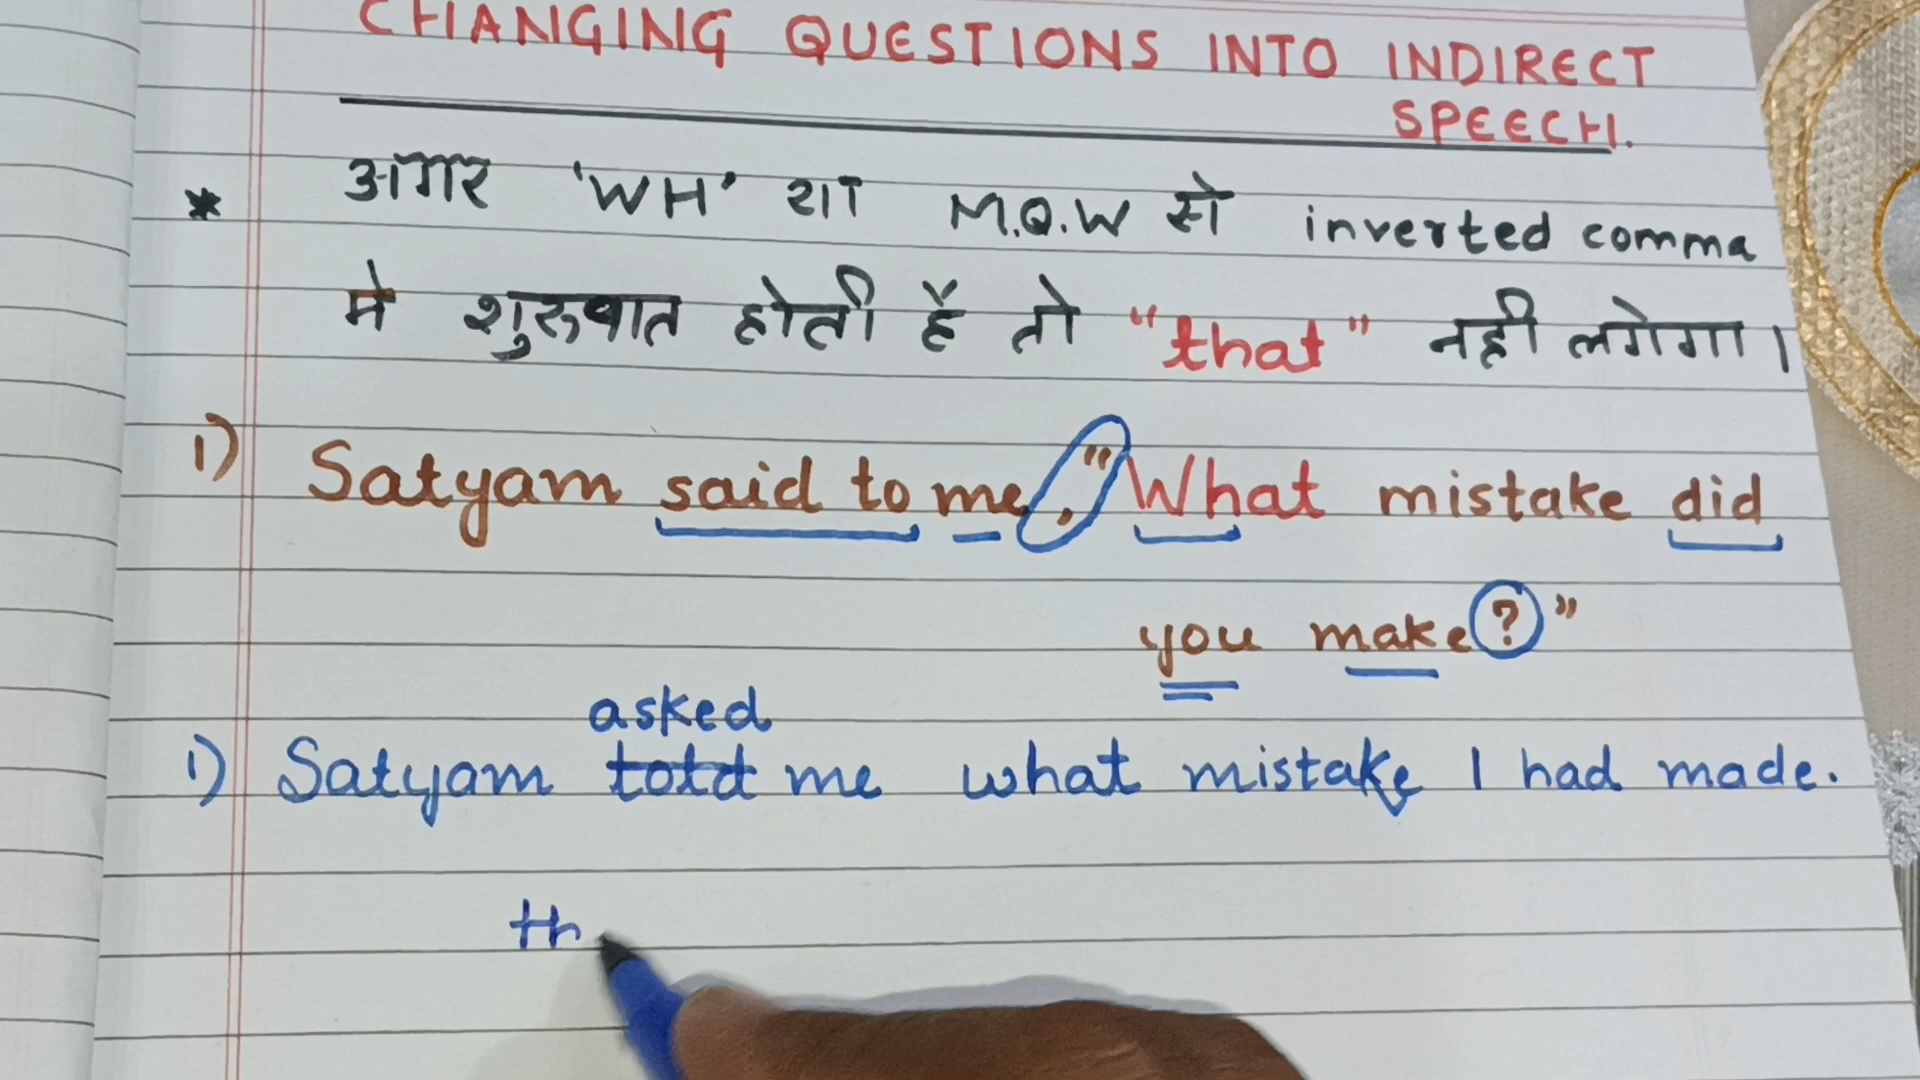 CHANGING QUESTIONS INTO INDIRECT
SPEECH.
* अगर 'WH' या M.Q.W से inverted comma
मे शुरुवात होती हैं तो "that" नही लगेगा।
1) Satyam said to me, "What mistake did
you make?"
asked
1) Satyam told me what mistake I had made.
th